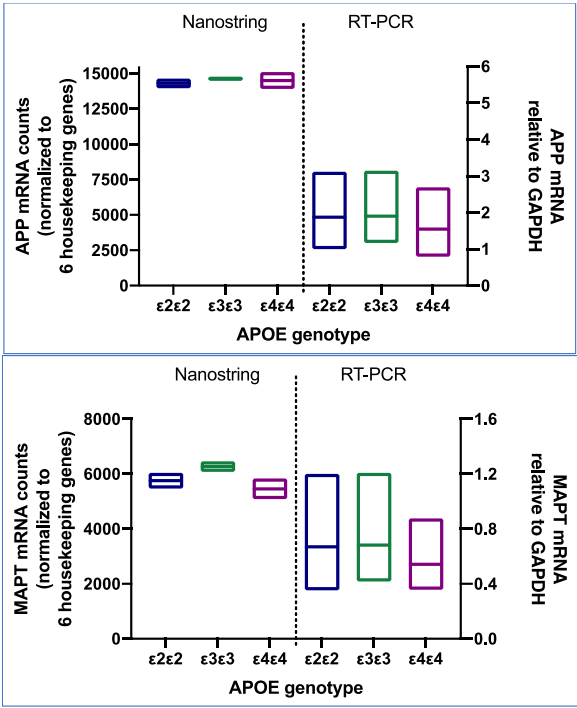 Nanostring RT-PCR
APP mRNA counts
(normalized to
6 housekeeping genes)
15000
12500
10000
7500
5000
2500
0
6
5
4
3
2
1
0
APP mRNA
relative to GAPDH
ε2ε2 ε3ε3 ε4ε4 ε2ε2 ε3ε3 ε4ε4
APOE genotype
Nanostring RT-PCR
MAPT mRNA counts
(normalized to
6 housekeeping genes)
8000
6000
4000
2000
0
1.6
1.2
0.8
0.4
0.0
MAPT mRNA
relative to GAPDH
ε2ε2 ε3ε3 ε4ε4 ε2ε2 ε3ε3 ε4ε4
APOE genotype